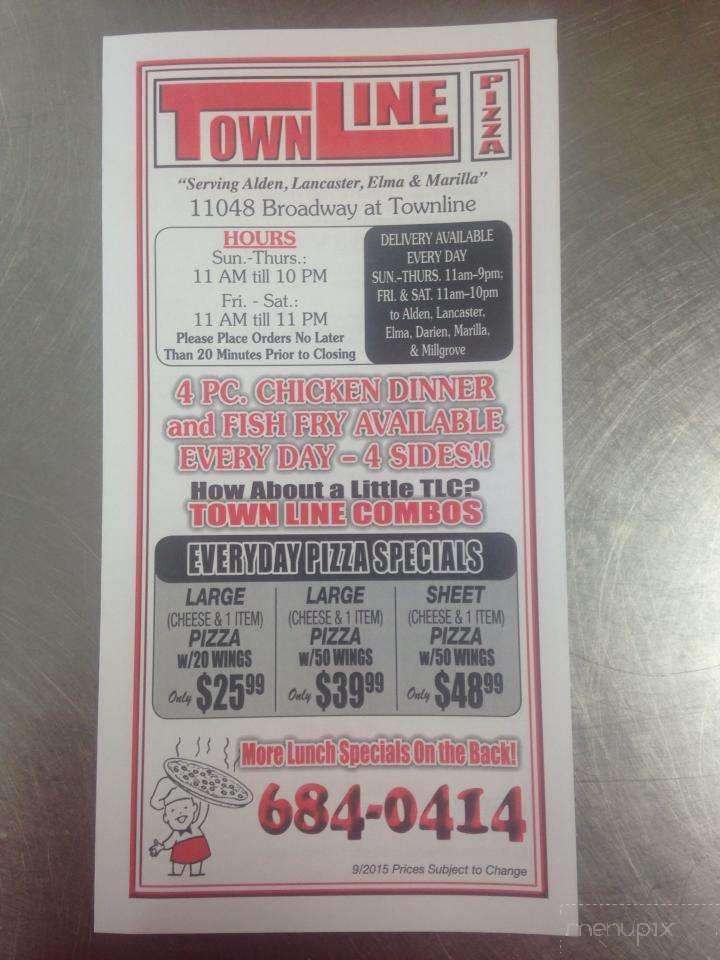 TOWN LINE PIZZA
"Serving Alden, Lancaster, Elma & Marilla"
11048 Broadway at Townline
HOURS
Sun.-Thurs.:
11 AM till 10 PM
Fri. - Sat.:
11 AM till 11 PM
Please Place Orders No Later
Than 20 Minutes Prior to Closing
DELIVERY AVAILABLE
EVERY DAY
SUN.-THURS. 11am-9pm;
FRI. & SAT. 11am-10pm
to Alden, Lancaster,
Elma, Darien, Marilla,
& Millgrove
4 PC. CHICKEN DINNER
and FISH FRY AVAILABLE
EVERY DAY - 4 SIDES!!
How About a Little TLC?
TOWN LINE COMBOS
EVERYDAY PIZZA SPECIALS
LARGE
(CHEESE & 1 ITEM)
PIZZA
w/20 WINGS
Only $25.99
LARGE
(CHEESE & 1 ITEM)
PIZZA
w/50 WINGS
Only $39.99
SHEET
(CHEESE & 1 ITEM)
PIZZA
w/50 WINGS
Only $48.99
More Lunch Specials On the Back!
684-0414
9/2015 Prices Subject to Change
menupix